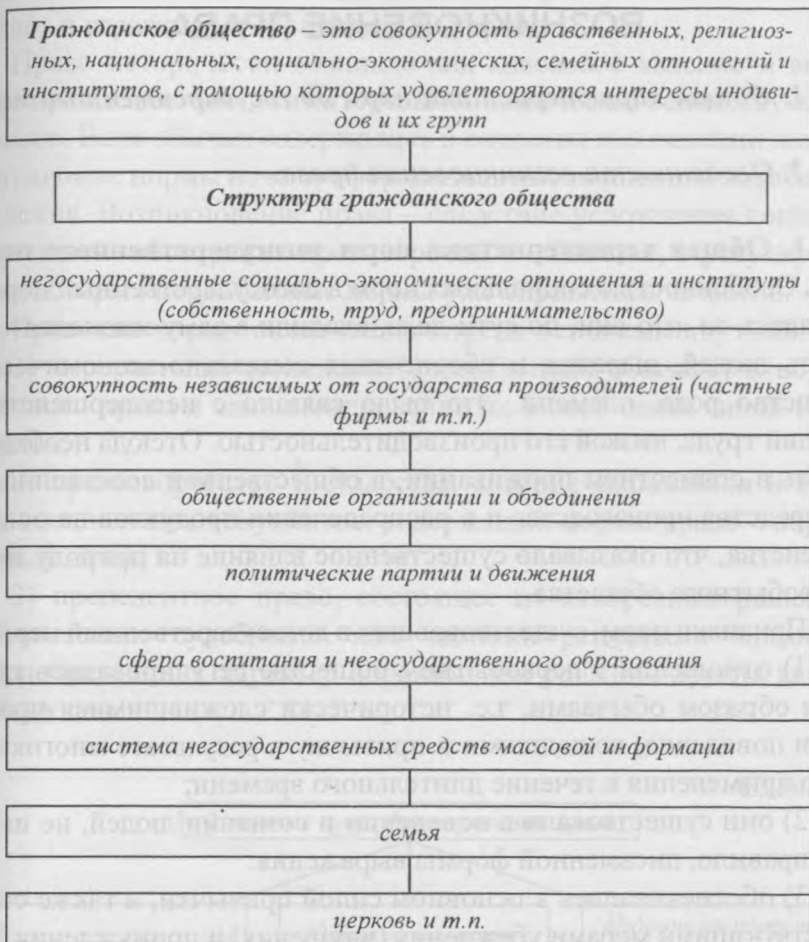 Гражданское общество – это совокупность нравственных, религиоз-
ных, национальных, социально-экономических, семейных отношений и
институтов, с помощью которых удовлетворяются интересы индиви-
дов и их групп
Структура гражданского общества
негосударственные социально-экономические отношения и институты
(собственность, труд, предпринимательство)
совокупность независимых от государства производителей (частные
фирмы и т.п.)
общественные организации и объединения
политические партии и движения
сфера воспитания и негосударственного образования
система негосударственных средств массовой информации
семья
церковь и т.п.